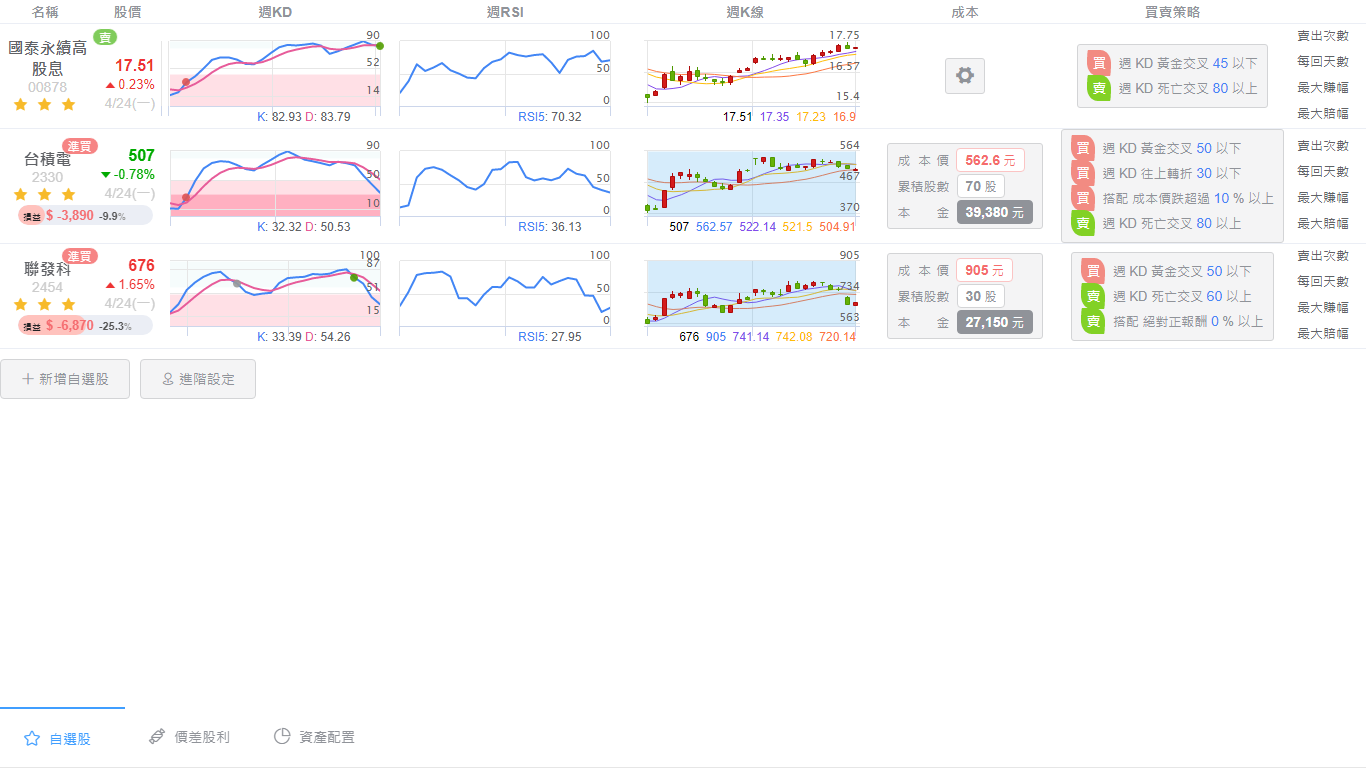 名稱 股價 週KD 週RSI 週K線 成本 買賣策略
國泰永續高股息 賣
00878
17.51
0.23%
4/24(一)
90
52
14
K: 82.93 D: 83.79
100
50
0
RSI5: 70.32
17.75
16.57
15.4
17.51 17.35 17.23 16.9
買 週 KD 黃金交叉 45 以下
賣 週 KD 死亡交叉 80 以上
賣出次數
每回天數
最大賺幅
最大賠幅
台積電 準買
2330
507
-0.78%
4/24(一)
損益 $ -3,890 -9.9%
90
50
10
K: 32.32 D: 50.53
100
50
0
RSI5: 36.13
564
467
370
507 562.57 522.14 521.5 504.91
成本價 562.6 元
累積股數 70 股
本金 39,380 元
買 週 KD 黃金交叉 50 以下
買 週 KD 往上轉折 30 以下
買 搭配 成本價跌超過 10 % 以上
賣 週 KD 死亡交叉 80 以上
賣出次數
每回天數
最大賺幅
最大賠幅
聯發科 準買
2454
676
1.65%
4/24(一)
損益 $ -6,870 -25.3%
100
87
51
15
K: 33.39 D: 54.26
100
50
0
RSI5: 27.95
905
734
563
676 905 741.14 742.08 720.14
成本價 905 元
累積股數 30 股
本金 27,150 元
買 週 KD 黃金交叉 50 以下
賣 週 KD 死亡交叉 60 以上
賣 搭配 絕對正報酬 0 % 以上
賣出次數
每回天數
最大賺幅
最大賠幅
新增自選股 進階設定
自選股 價差股利 資產配置